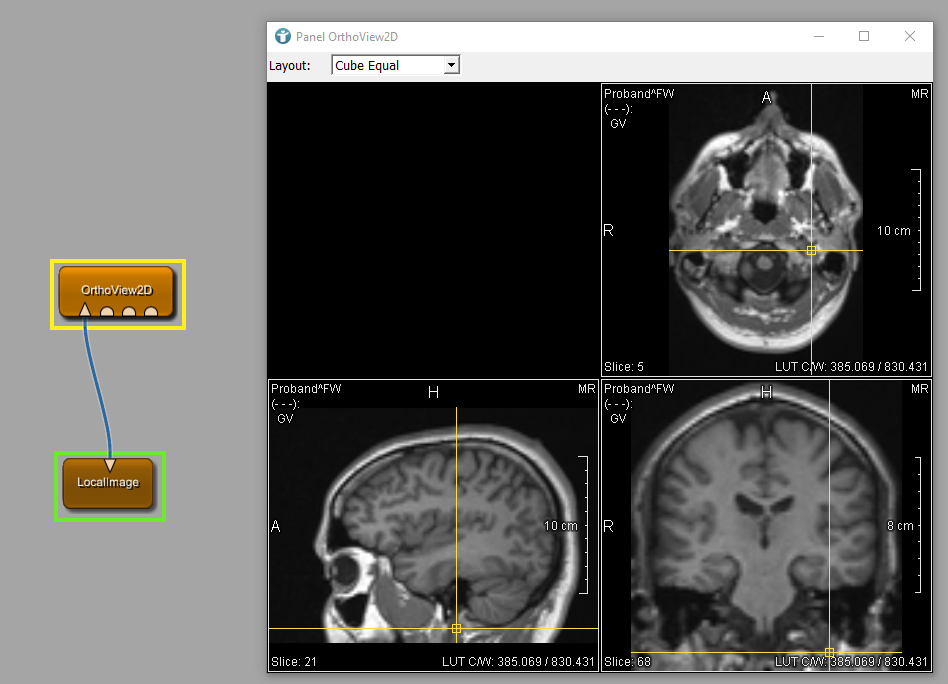 Panel OrthoView2D
Layout: Cube Equal
Proband^FW MR
(---):
GV
A
R
10 cm
Slice: 5 LUT C/W: 385.069 / 830.431
OrthoView2D
LocalImage
Proband^FW MR
(---):
GV
H
A
10 cm
Slice: 21 LUT C/W: 385.069 / 830.431
Proband^FW MR
(---):
GV
H
R
8 cm
Slice: 68 LUT C/W: 385.069 / 830.431